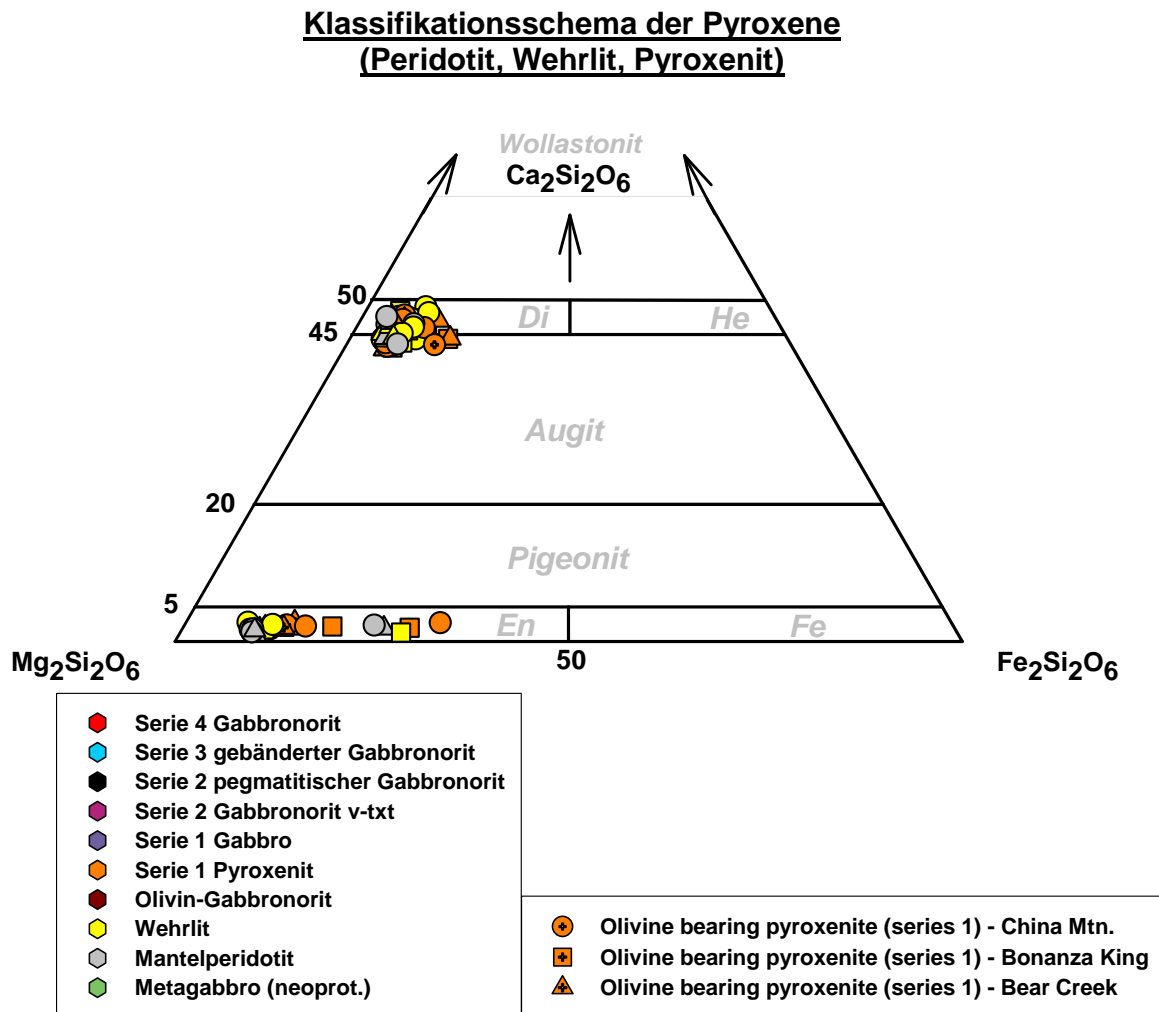 Klassifikationsschema der Pyroxene
(Peridotit, Wehrlit, Pyroxenit)
Wollastonit
Ca₂Si₂O₆
50
Di
He
45
Augit
20
Pigeonit
5
En
Fe
Mg₂Si₂O₆
50
Fe₂Si₂O₆
Serie 4 Gabbronorit
Serie 3 gebänderter Gabbronorit
Serie 2 pegmatitischer Gabbronorit
Serie 2 Gabbronorit v-txt
Serie 1 Gabbro
Serie 1 Pyroxenit
Olivin-Gabbronorit
Wehrlit
Mantelperidotit
Metagabbro (neoprot.)
Olivine bearing pyroxenite (series 1) - China Mtn.
Olivine bearing pyroxenite (series 1) - Bonanza King
Olivine bearing pyroxenite (series 1) - Bear Creek